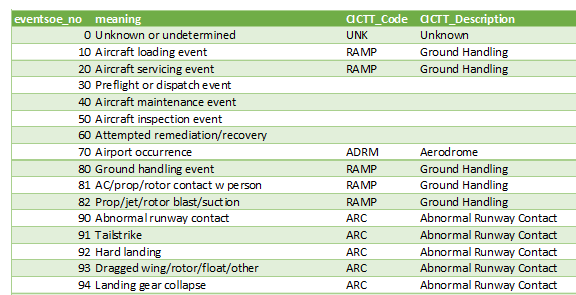 eventsoe_no meaning CICTT_Code CICTT_Description
0 Unknown or undetermined UNK Unknown
10 Aircraft loading event RAMP Ground Handling
20 Aircraft servicing event RAMP Ground Handling
30 Preflight or dispatch event
40 Aircraft maintenance event
50 Aircraft inspection event
60 Attempted remediation/recovery
70 Airport occurrence ADRM Aerodrome
80 Ground handling event RAMP Ground Handling
81 AC/prop/rotor contact w person RAMP Ground Handling
82 Prop/jet/rotor blast/suction RAMP Ground Handling
90 Abnormal runway contact ARC Abnormal Runway Contact
91 Tailstrike ARC Abnormal Runway Contact
92 Hard landing ARC Abnormal Runway Contact
93 Dragged wing/rotor/float/other ARC Abnormal Runway Contact
94 Landing gear collapse ARC Abnormal Runway Contact